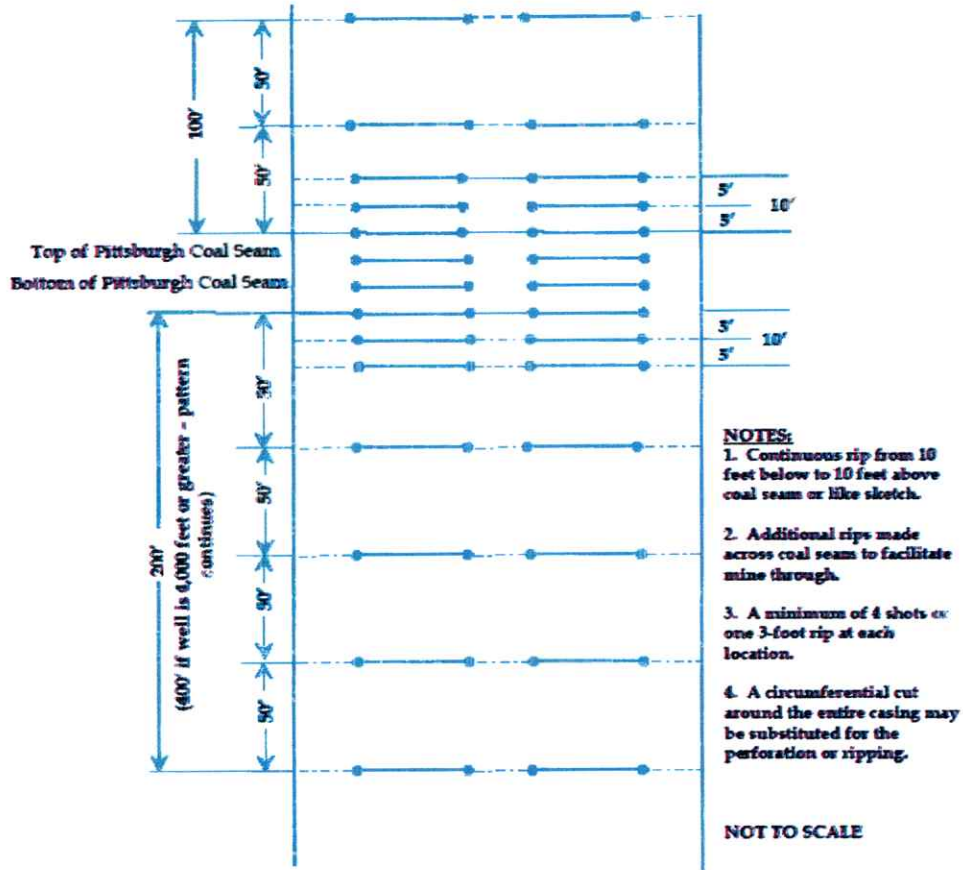 100'
50'
50'
5'
10'
5'
Top of Pittsburgh Coal Seam
Bottom of Pittsburgh Coal Seam
5'
10'
5'
200'
(400' if well is 4,000 feet or greater - pattern
continues)
50'
50'
50'
50'
NOTES:
1. Continuous rip from 10
feet below to 10 feet above
coal seam or like sketch.
2. Additional rips made
across coal seam to facilitate
mine through.
3. A minimum of 4 shots or
one 3-foot rip at each
location.
4. A circumferential cut
around the entire casing may
be substituted for the
perforation or ripping.
NOT TO SCALE